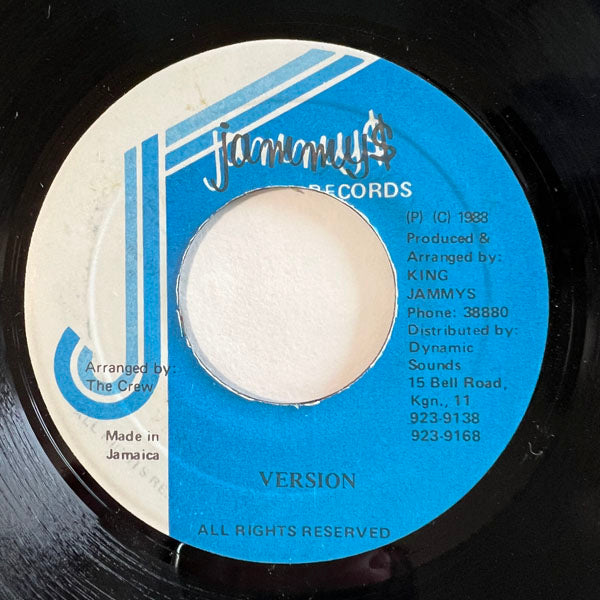 jammy$
RECORDS
(P) (C) 1988
Produced &
Arranged by:
KING
JAMMYS
Phone: 38880
Distributed by:
Dynamic
Sounds
15 Bell Road,
Kgn., 11
923-9138
923-9168
Arranged by:
The Crew
Made in
Jamaica
VERSION
ALL RIGHTS RESERVED